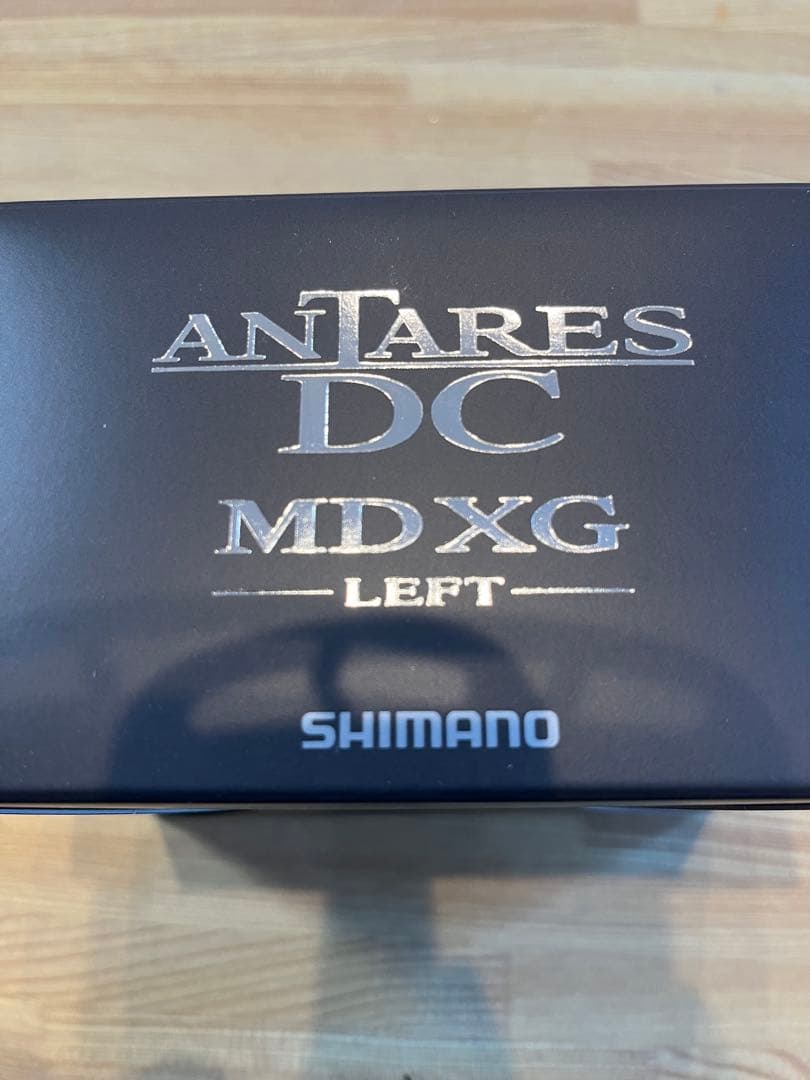 ANTARES
DC
MD XG
LEFT
SHIMANO